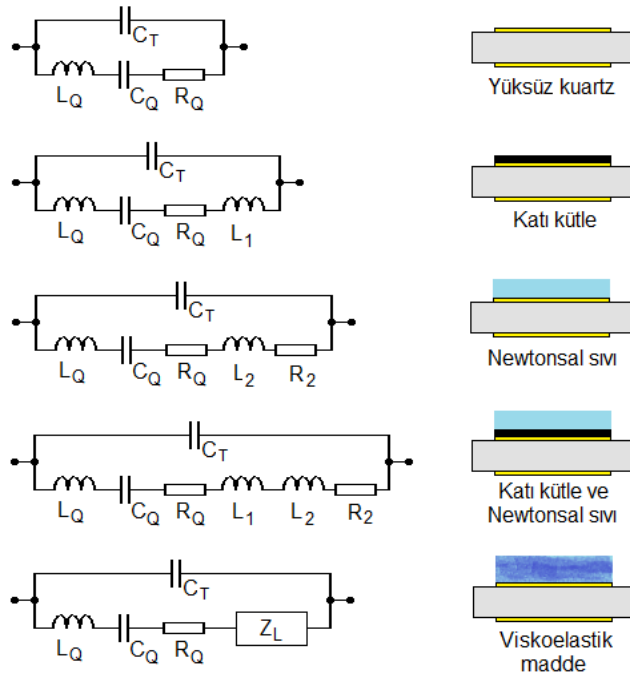 C_T
L_Q C_Q R_Q
Yüksüz kuartz
C_T
L_Q C_Q R_Q L_1
Katı kütle
C_T
L_Q C_Q R_Q L_2 R_2
Newtonsal sıvı
C_T
L_Q C_Q R_Q L_1 L_2 R_2
Katı kütle ve
Newtonsal sıvı
C_T
L_Q C_Q R_Q Z_L
Viskoelastik
madde